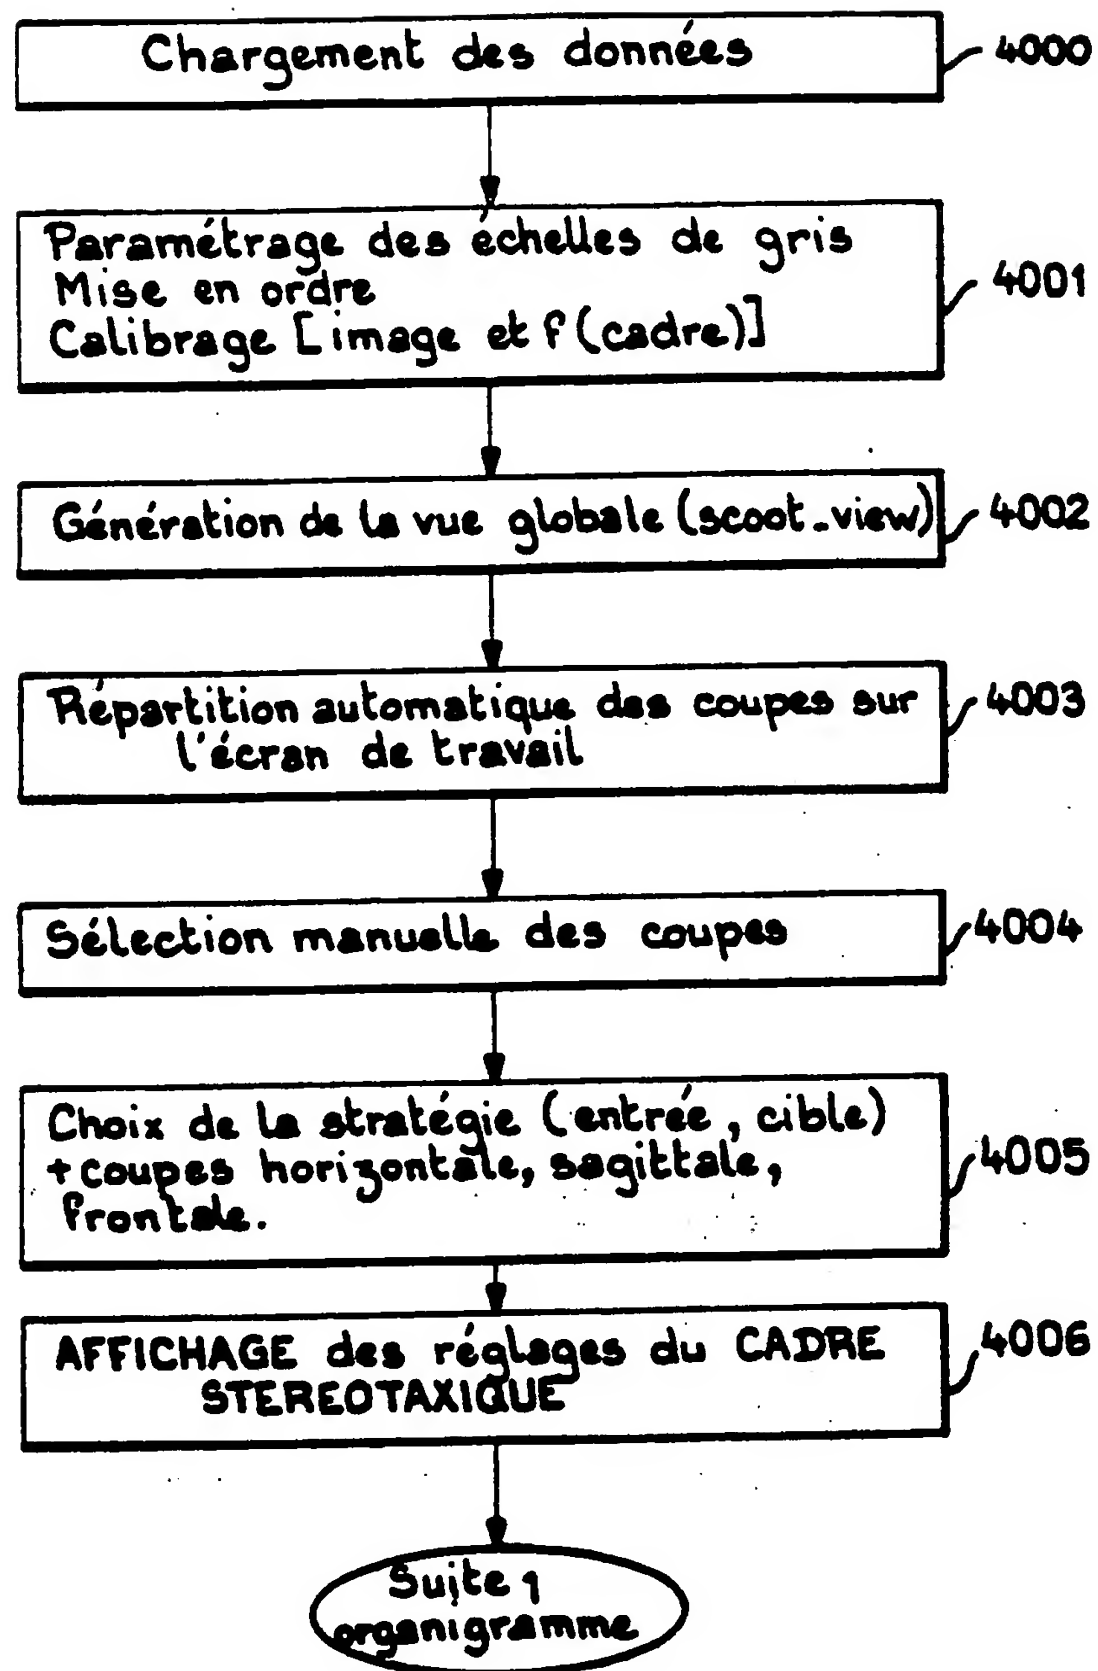 Chargement des données 4000
Paramétrage des échelles de gris
Mise en ordre 4001
Calibrage [image et f (cadre)]
Génération de la vue globale (scoot_view) 4002
Répartition automatique des coupes sur 4003
l'écran de travail
Sélection manuelle des coupes 4004
Choix de la stratégie (entrée, cible)
+ coupes horizontale, sagittale, 4005
frontale.
AFFICHAGE des réglages du CADRE 4006
STEREOTAXIQUE
Suite 1
organigramme